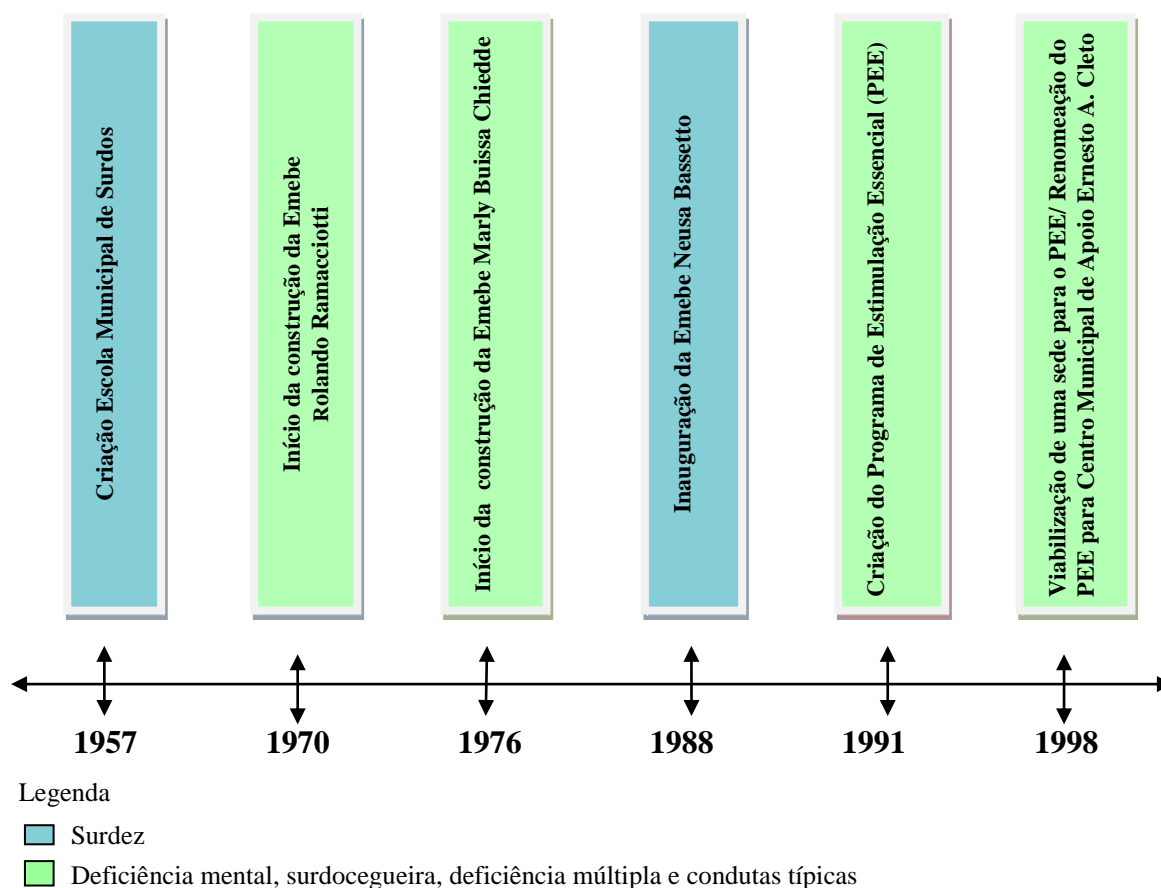 Criação Escola Municipal de Surdos
Início da construção da Emebe
Rolando Ramacciotti
Início da construção da Emebe Marly Buissa Chiedde
Inauguração da Emebe Neusa Bassetto
Criação do Programa de Estimulação Essencial (PEE)
Viabilização de uma sede para o PEE/ Renomeação do
PEE para Centro Municipal de Apoio Ernesto A. Cleto
1957
1970
1976
1988
1991
1998
Legenda
Surdez
Deficiência mental, surdocegueira, deficiência múltipla e condutas típicas